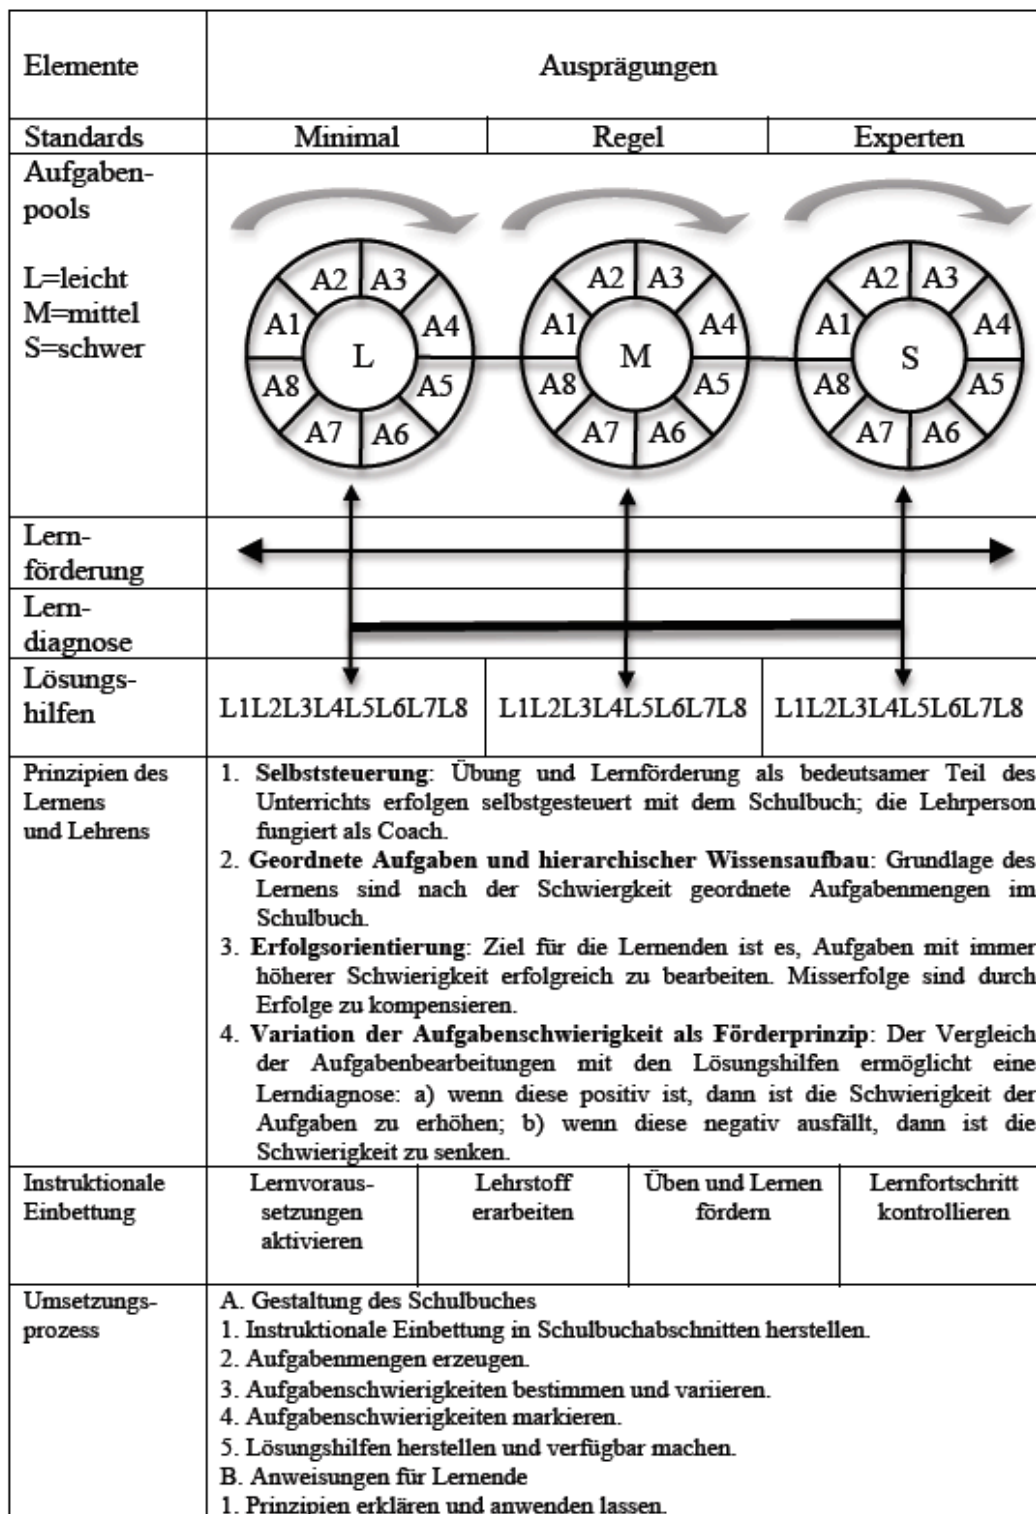 Elemente
Ausprägungen
Standards
Minimal
Regel
Experten
Aufgaben-
pools
L=leicht
M=mittel
S=schwer
A1
A2
A3
A4
A5
A6
A7
A8
L
A1
A2
A3
A4
A5
A6
A7
A8
M
A1
A2
A3
A4
A5
A6
A7
A8
S
Lern-
förderung
Lern-
diagnose
Lösungs-
hilfen
L1L2L3L4L5L6L7L8
L1L2L3L4L5L6L7L8
L1L2L3L4L5L6L7L8
Prinzipien des
Lernens
und Lehrens
1. Selbststeuerung: Übung und Lernförderung als bedeutsamer Teil des
Unterrichts erfolgen selbstgesteuert mit dem Schulbuch; die Lehrperson
fungiert als Coach.
2. Geordnete Aufgaben und hierarchischer Wissensaufbau: Grundlage des
Lernens sind nach der Schwiergkeit geordnete Aufgabenmengen im
Schulbuch.
3. Erfolgsorientierung: Ziel für die Lernenden ist es, Aufgaben mit immer
höherer Schwierigkeit erfolgreich zu bearbeiten. Misserfolge sind durch
Erfolge zu kompensieren.
4. Variation der Aufgabenschwierigkeit als Förderprinzip: Der Vergleich
der Aufgabenbearbeitungen mit den Lösungshilfen ermöglicht eine
Lerndiagnose: a) wenn diese positiv ist, dann ist die Schwierigkeit der
Aufgaben zu erhöhen; b) wenn diese negativ ausfällt, dann ist die
Schwierigkeit zu senken.
Instruktionale
Einbettung
Lernvoraus-
setzungen
aktivieren
Lehrstoff
erarbeiten
Üben und Lernen
fördern
Lernfortschritt
kontrollieren
Umsetzungs-
prozess
A. Gestaltung des Schulbuches
1. Instruktionale Einbettung in Schulbuchabschnitten herstellen.
2. Aufgabenmengen erzeugen.
3. Aufgabenschwierigkeiten bestimmen und variieren.
4. Aufgabenschwierigkeiten markieren.
5. Lösungshilfen herstellen und verfügbar machen.
B. Anweisungen für Lernende
1. Prinzipien erklären und anwenden lassen.